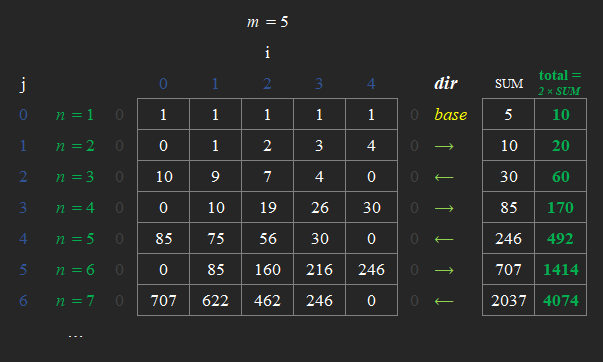 m = 5
i
j 0 1 2 3 4 dir SUM total = 2 × SUM
0 n = 1 0 1 1 1 1 1 0 base 5 10
1 n = 2 0 0 1 2 3 4 0 → 10 20
2 n = 3 0 10 9 7 4 0 0 ← 30 60
3 n = 4 0 0 10 19 26 30 0 → 85 170
4 n = 5 0 85 75 56 30 0 0 ← 246 492
5 n = 6 0 0 85 160 216 246 0 → 707 1414
6 n = 7 0 707 622 462 246 0 0 ← 2037 4074
...